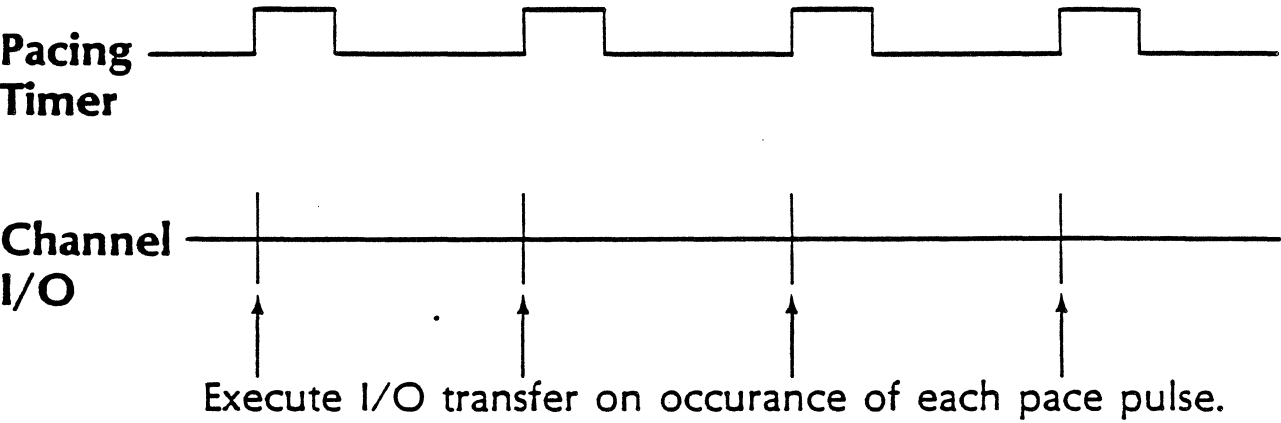 Pacing
Timer
Channel
I/O
Execute I/O transfer on occurance of each pace pulse.